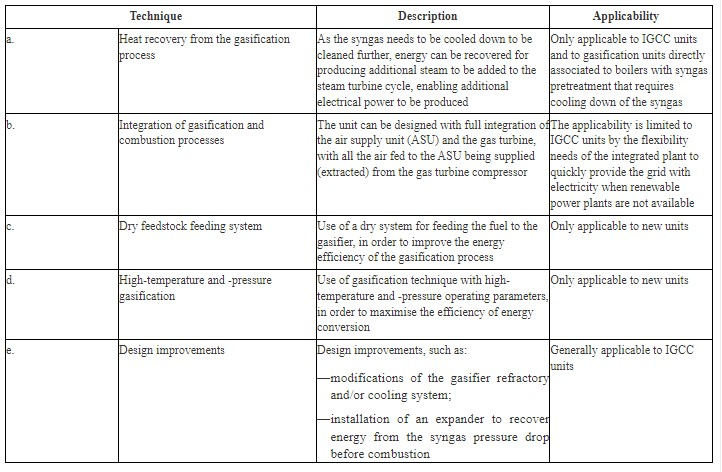 Technique Description Applicability
a. Heat recovery from the gasification process
As the syngas needs to be cooled down to be
cleaned further, energy can be recovered for
producing additional steam to be added to the
steam turbine cycle, enabling additional
electrical power to be produced
Only applicable to IGCC units
and to gasification units directly
associated to boilers with syngas
pretreatment that requires
cooling down of the syngas
b. Integration of gasification and
combustion processes
The unit can be designed with full integration of
the air supply unit (ASU) and the gas turbine,
with all the air fed to the ASU being supplied
(extracted) from the gas turbine compressor
The applicability is limited to
IGCC units by the flexibility
needs of the integrated plant to
quickly provide the grid with
electricity when renewable
power plants are not available
c. Dry feedstock feeding system
Use of a dry system for feeding the fuel to the
gasifier, in order to improve the energy
efficiency of the gasification process
Only applicable to new units
d. High-temperature and -pressure
gasification
Use of gasification technique with high-
temperature and -pressure operating parameters,
in order to maximise the efficiency of energy
conversion
Only applicable to new units
e. Design improvements
Design improvements, such as:
—modifications of the gasifier refractory
and/or cooling system;
—installation of an expander to recover
energy from the syngas pressure drop
before combustion
Generally applicable to IGCC
units